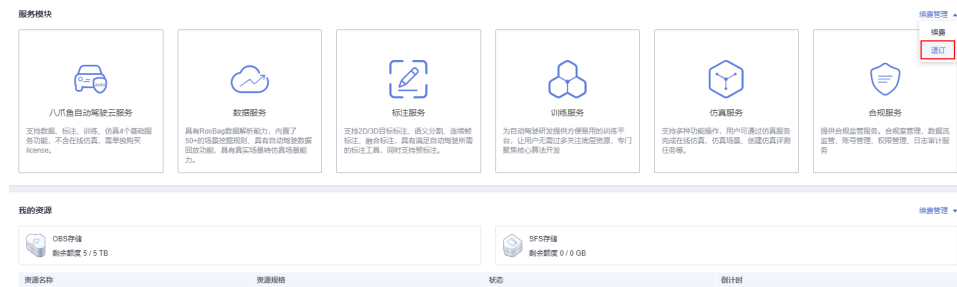 服务模块
续费管理
续费
退订
八爪鱼自动驾驶云服务
支持数据、标注、训练、仿真4个基础服
务功能，不含在线仿真，需单独购买
license。
数据服务
具有RosBag数据解析能力，内置了
50+的场景挖掘规则，具有自动驾驶数据
回放功能，具有真实场景转仿真场景能
力。
标注服务
支持2D/3D目标标注、语义分割、连续帧
标注、融合标注，具有满足自动驾驶所需
的标注工具，同时支持预标注。
训练服务
为自动驾驶研发提供方便易用的训练平
台，让用户无需过多关注底层资源，专门
聚焦核心算法开发
仿真服务
支持多种功能操作，用户可通过仿真服务
完成在线仿真、仿真场景、创建仿真评测
任务等。
合规服务
提供合规监管服务。合规室管理、数据流
监管、账号管理、权限管理、日志审计服
务
我的资源
续费管理
OBS存储
剩余额度 5 / 5 TB
SFS存储
剩余额度 0 / 0 GB
资源名称
资源规格
状态
倒计时